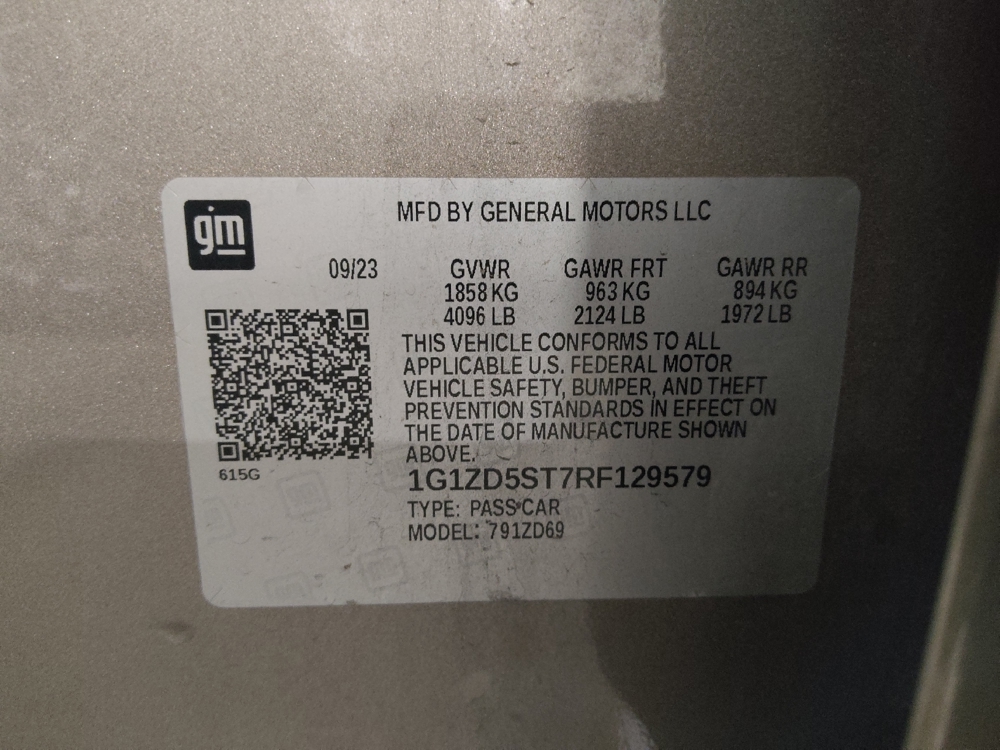 gm
MFD BY GENERAL MOTORS LLC
09/23 GVWR GAWR FRT GAWR RR
1858 KG 963 KG 894 KG
4096 LB 2124 LB 1972 LB
THIS VEHICLE CONFORMS TO ALL
APPLICABLE U.S. FEDERAL MOTOR
VEHICLE SAFETY, BUMPER, AND THEFT
PREVENTION STANDARDS IN EFFECT ON
THE DATE OF MANUFACTURE SHOWN
ABOVE.
615G
1G1ZD5ST7RF129579
TYPE: PASS CAR
MODEL: 791ZD69